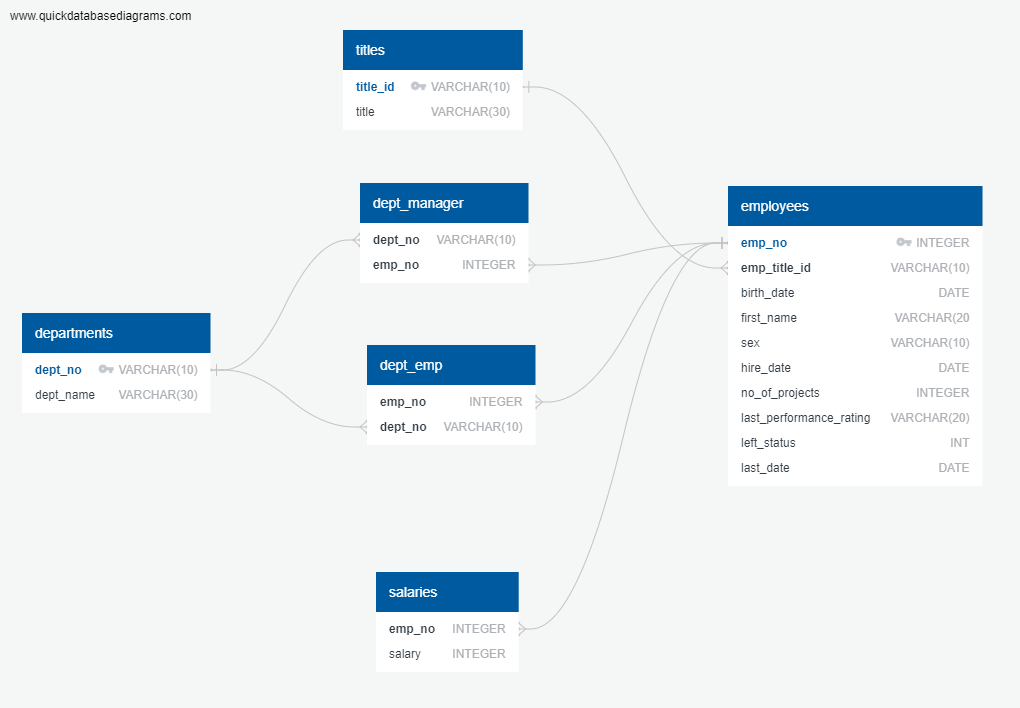 www.quickdatabasediagrams.com
titles
title_id VARCHAR(10)
title VARCHAR(30)
dept_manager
dept_no VARCHAR(10)
emp_no INTEGER
employees
emp_no INTEGER
emp_title_id VARCHAR(10)
birth_date DATE
first_name VARCHAR(20
sex VARCHAR(10)
hire_date DATE
no_of_projects INTEGER
last_performance_rating VARCHAR(20)
left_status INT
last_date DATE
departments
dept_no VARCHAR(10)
dept_name VARCHAR(30)
dept_emp
emp_no INTEGER
dept_no VARCHAR(10)
salaries
emp_no INTEGER
salary INTEGER